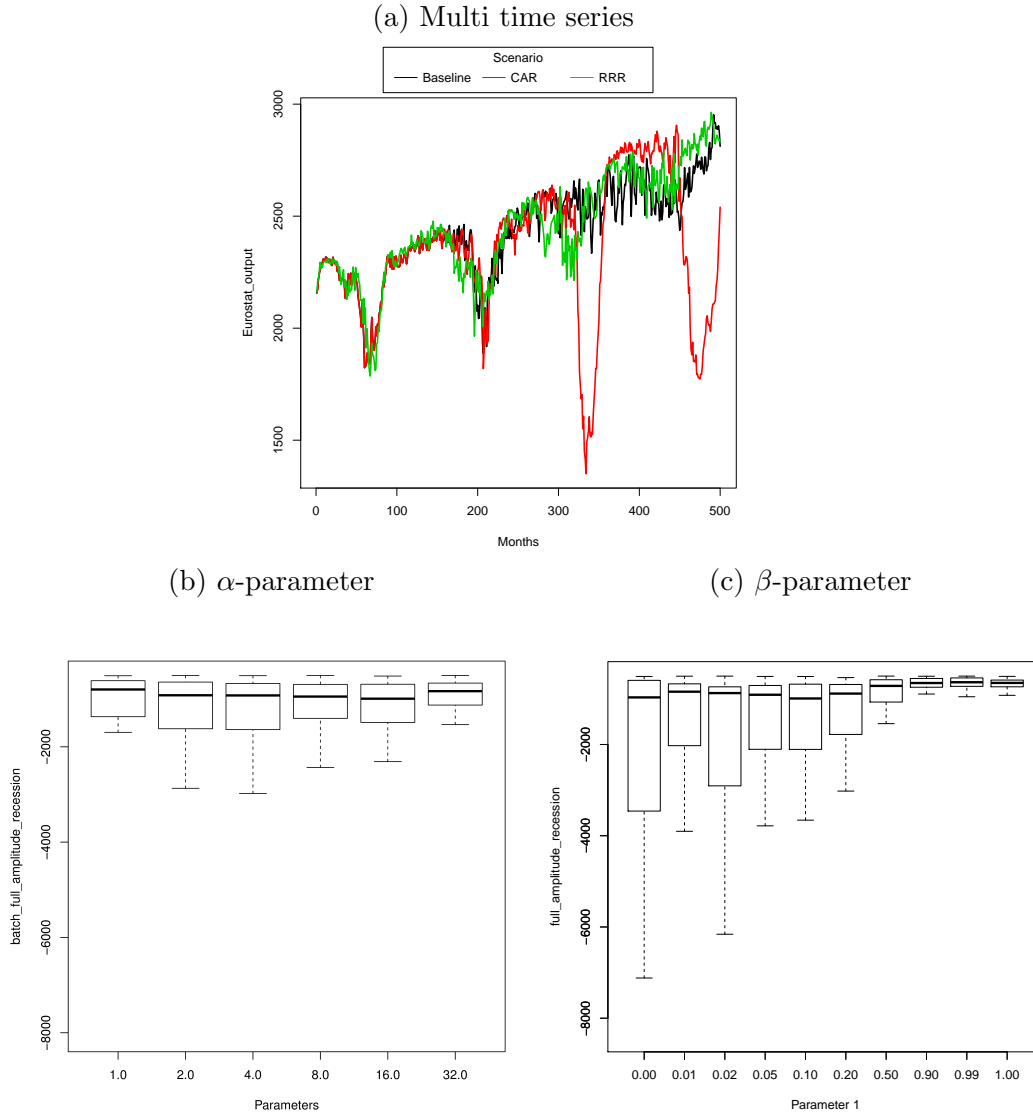 (a) Multi time series
Scenario
Baseline CAR RRR
Eurostat_output
3000
2500
2000
1500
0 100 200 300 400 500
Months
(b) α-parameter
batch_full_amplitude_recession
-2000
-4000
-6000
-8000
1.0 2.0 4.0 8.0 16.0 32.0
Parameters
(c) β-parameter
full_amplitude_recession
-2000
-4000
-6000
-8000
0.00 0.01 0.02 0.05 0.10 0.20 0.50 0.90 0.99 1.00
Parameter 1